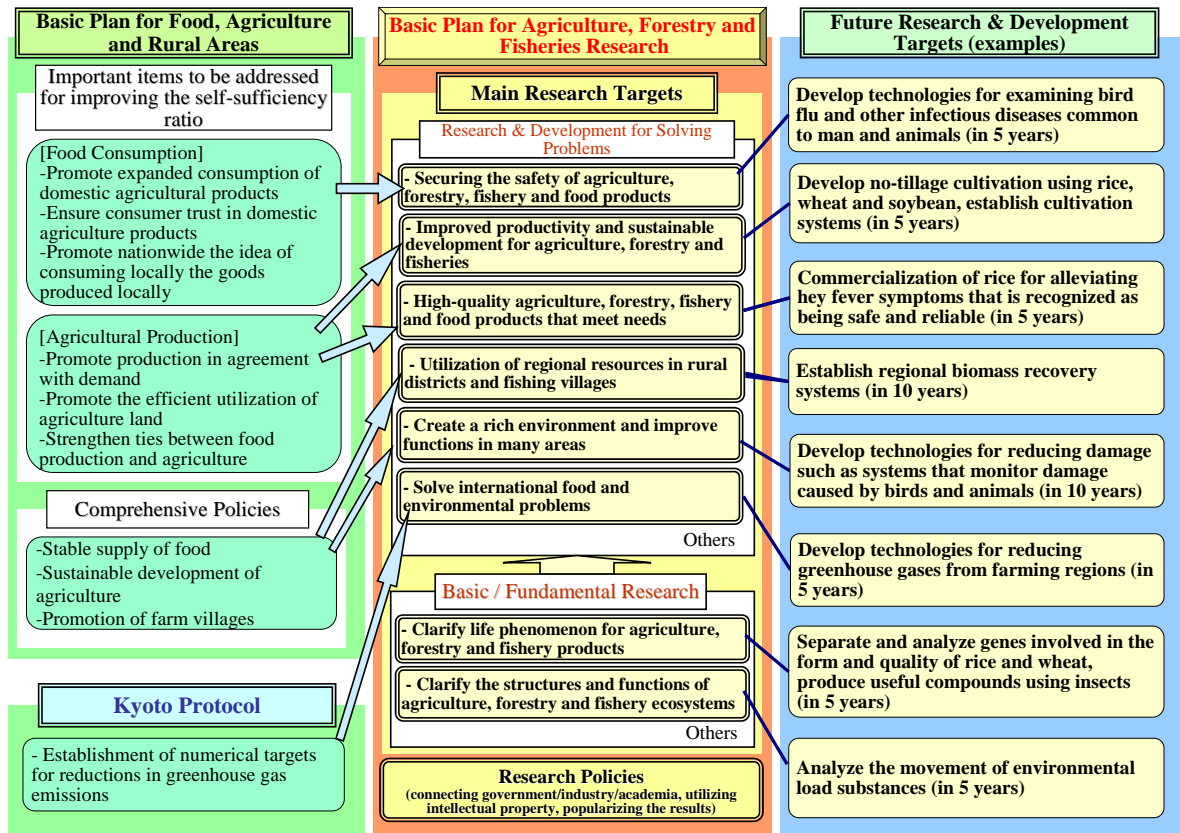 Basic Plan for Food, Agriculture
and Rural Areas
Important items to be addressed
for improving the self-sufficiency
ratio
[Food Consumption]
-Promote expanded consumption of
domestic agricultural products
-Ensure consumer trust in domestic
agriculture products
-Promote nationwide the idea of
consuming locally the goods
produced locally
[Agricultural Production]
-Promote production in agreement
with demand
-Promote the efficient utilization of
agriculture land
-Strengthen ties between food
production and agriculture
Comprehensive Policies
-Stable supply of food
-Sustainable development of
agriculture
-Promotion of farm villages
Kyoto Protocol
- Establishment of numerical targets
for reductions in greenhouse gas
emissions
Basic Plan for Agriculture, Forestry and
Fisheries Research
Main Research Targets
Research & Development for Solving
Problems
- Securing the safety of agriculture,
forestry, fishery and food products
- Improved productivity and sustainable
development for agriculture, forestry and
fisheries
- High-quality agriculture, forestry, fishery
and food products that meet needs
- Utilization of regional resources in rural
districts and fishing villages
- Create a rich environment and improve
functions in many areas
- Solve international food and
environmental problems
Others
Basic / Fundamental Research
- Clarify life phenomenon for agriculture,
forestry and fishery products
- Clarify the structures and functions of
agriculture, forestry and fishery ecosystems
Others
Research Policies
(connecting government/industry/academia, utilizing
intellectual property, popularizing the results)
Future Research & Development
Targets (examples)
Develop technologies for examining bird
flu and other infectious diseases common
to man and animals (in 5 years)
Develop no-tillage cultivation using rice,
wheat and soybean, establish cultivation
systems (in 5 years)
Commercialization of rice for alleviating
hey fever symptoms that is recognized as
being safe and reliable (in 5 years)
Establish regional biomass recovery
systems (in 10 years)
Develop technologies for reducing damage
such as systems that monitor damage
caused by birds and animals (in 10 years)
Develop technologies for reducing
greenhouse gases from farming regions (in
5 years)
Separate and analyze genes involved in the
form and quality of rice and wheat,
produce useful compounds using insects
(in 5 years)
Analyze the movement of environmental
load substances (in 5 years)